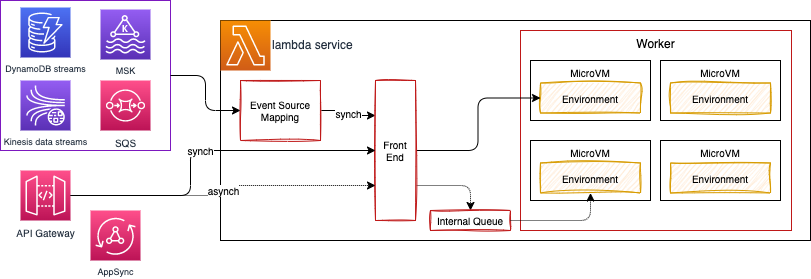 DynamoDB streams
MSK
Kinesis data streams
SQS
API Gateway
AppSync
lambda service
Event Source
Mapping
synch
synch
asynch
Front
End
Internal Queue
Worker
MicroVM
Environment
MicroVM
Environment
MicroVM
Environment
MicroVM
Environment